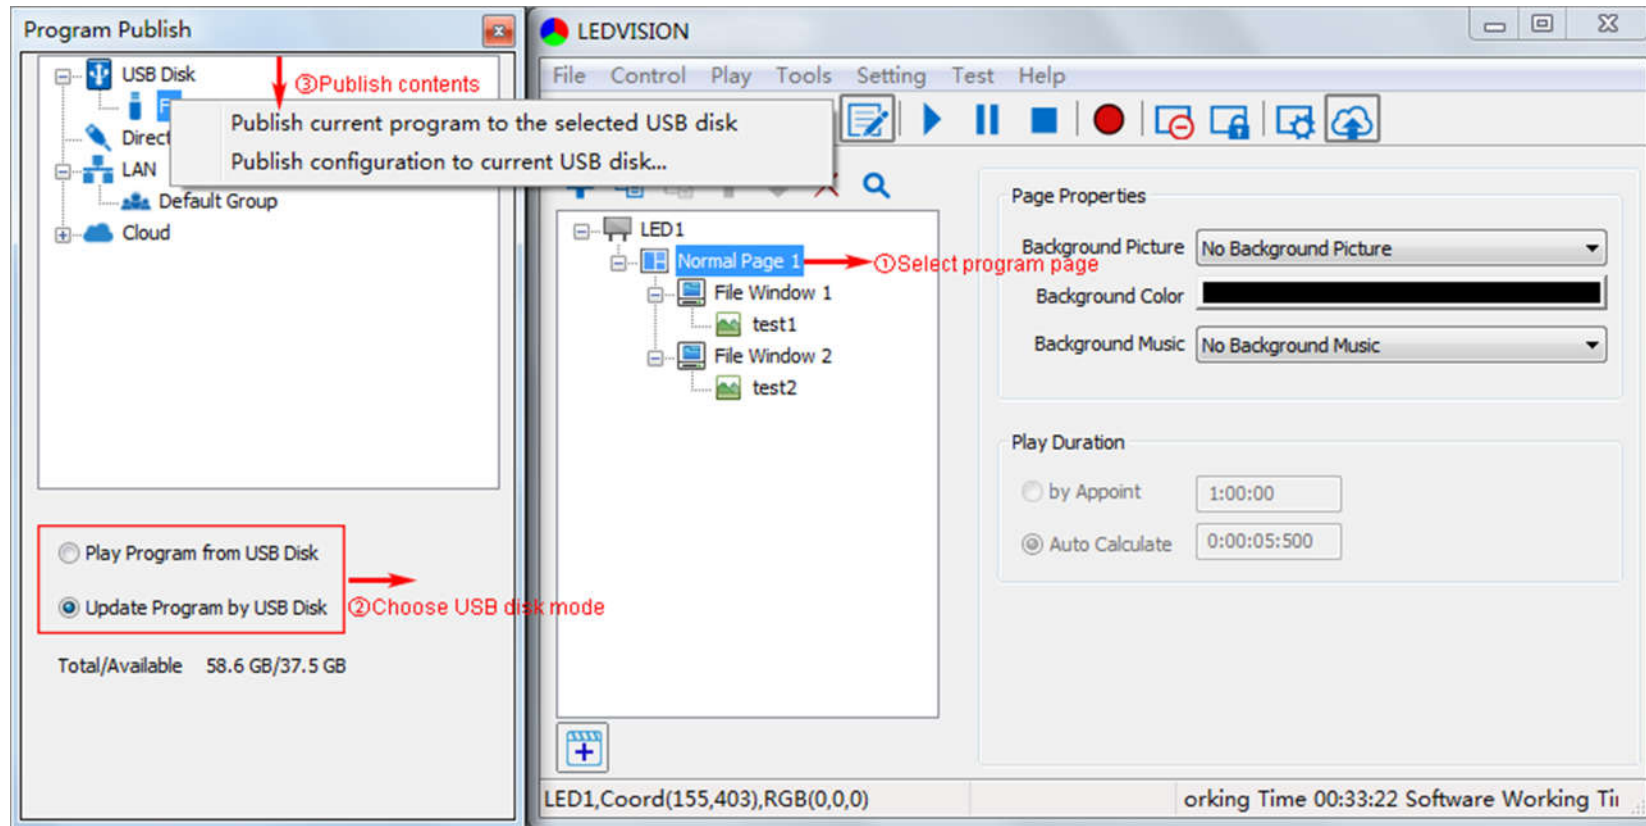 Program Publish
USB Disk
③Publish contents
Publish current program to the selected USB disk
Publish configuration to current USB disk...
Direct
LAN
Default Group
Cloud
Play Program from USB Disk
Update Program by USB Disk
②Choose USB disk mode
Total/Available 58.6 GB/37.5 GB
LEDVISION
File Control Play Tools Setting Test Help
LED1
Normal Page 1
①Select program page
File Window 1
test1
File Window 2
test2
Page Properties
Background Picture No Background Picture
Background Color
Background Music No Background Music
Play Duration
by Appoint 1:00:00
Auto Calculate 0:00:05:500
LED1,Coord(155,403),RGB(0,0,0)
orking Time 00:33:22 Software Working Ti